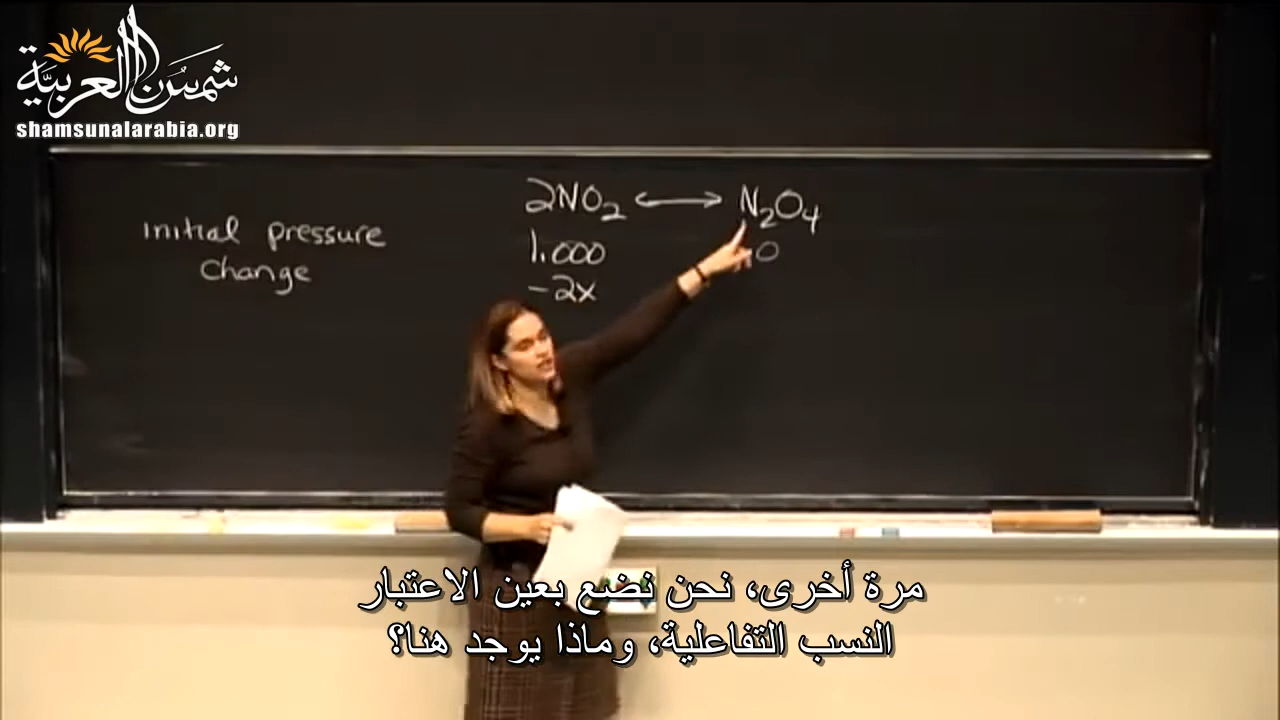 شمس العربية
shamsunalarabia.org
2NO₂ ⟷ N₂O₄
initial pressure 1.000 0
change -2x
مرة أخرى، نحن نضع بعين الاعتبار
النسب التفاعلية، وماذا يوجد هنا؟